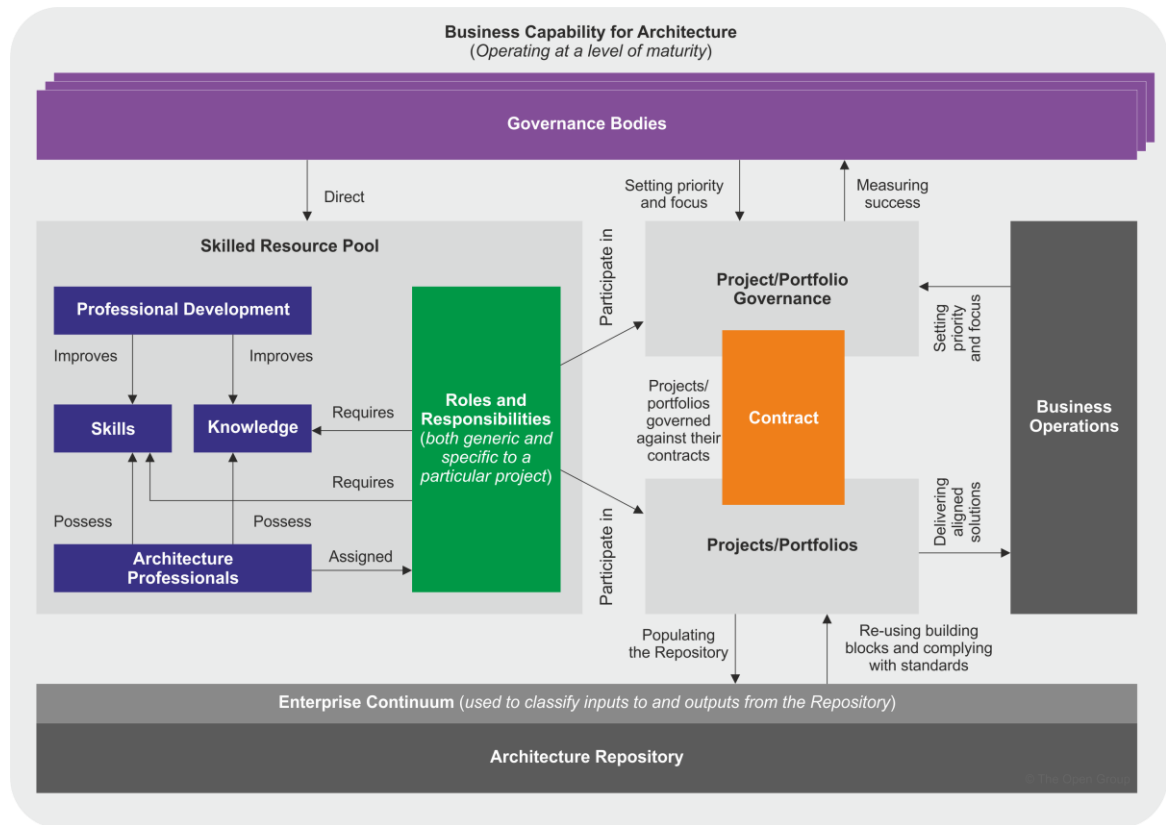 Business Capability for Architecture
(Operating at a level of maturity)
Governance Bodies
Direct
Setting priority
and focus
Measuring
success
Skilled Resource Pool
Professional Development
Improves
Improves
Skills
Knowledge
Requires
Requires
Possess
Possess
Architecture
Professionals
Assigned
Roles and
Responsibilities
(both generic and
specific to a
particular project)
Participate in
Participate in
Project/Portfolio
Governance
Projects/
portfolios
governed
against their
contracts
Contract
Projects/Portfolios
Setting
priority
and focus
Delivering
aligned
solutions
Business
Operations
Populating
the Repository
Re-using building
blocks and complying
with standards
Enterprise Continuum (used to classify inputs to and outputs from the Repository)
Architecture Repository
© The Open Group